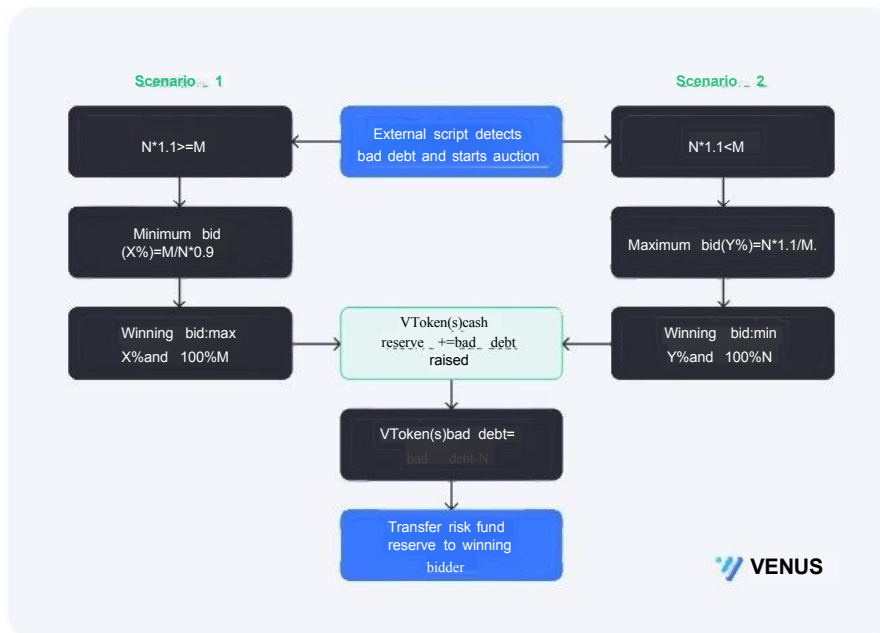 Scenario 1
Scenario 2
N*1.1>=M
External script detects
bad debt and starts auction
N*1.1<M
Minimum bid
(X%)=M/N*0.9
Maximum bid(Y%)=N*1.1/M.
Winning bid:max
X%and 100%M
VToken(s)cash
reserve += bad debt
raised
Winning bid:min
Y%and 100%N
VToken(s)bad debt=
bad debt-N
Transfer risk fund
reserve to winning
bidder
VENUS